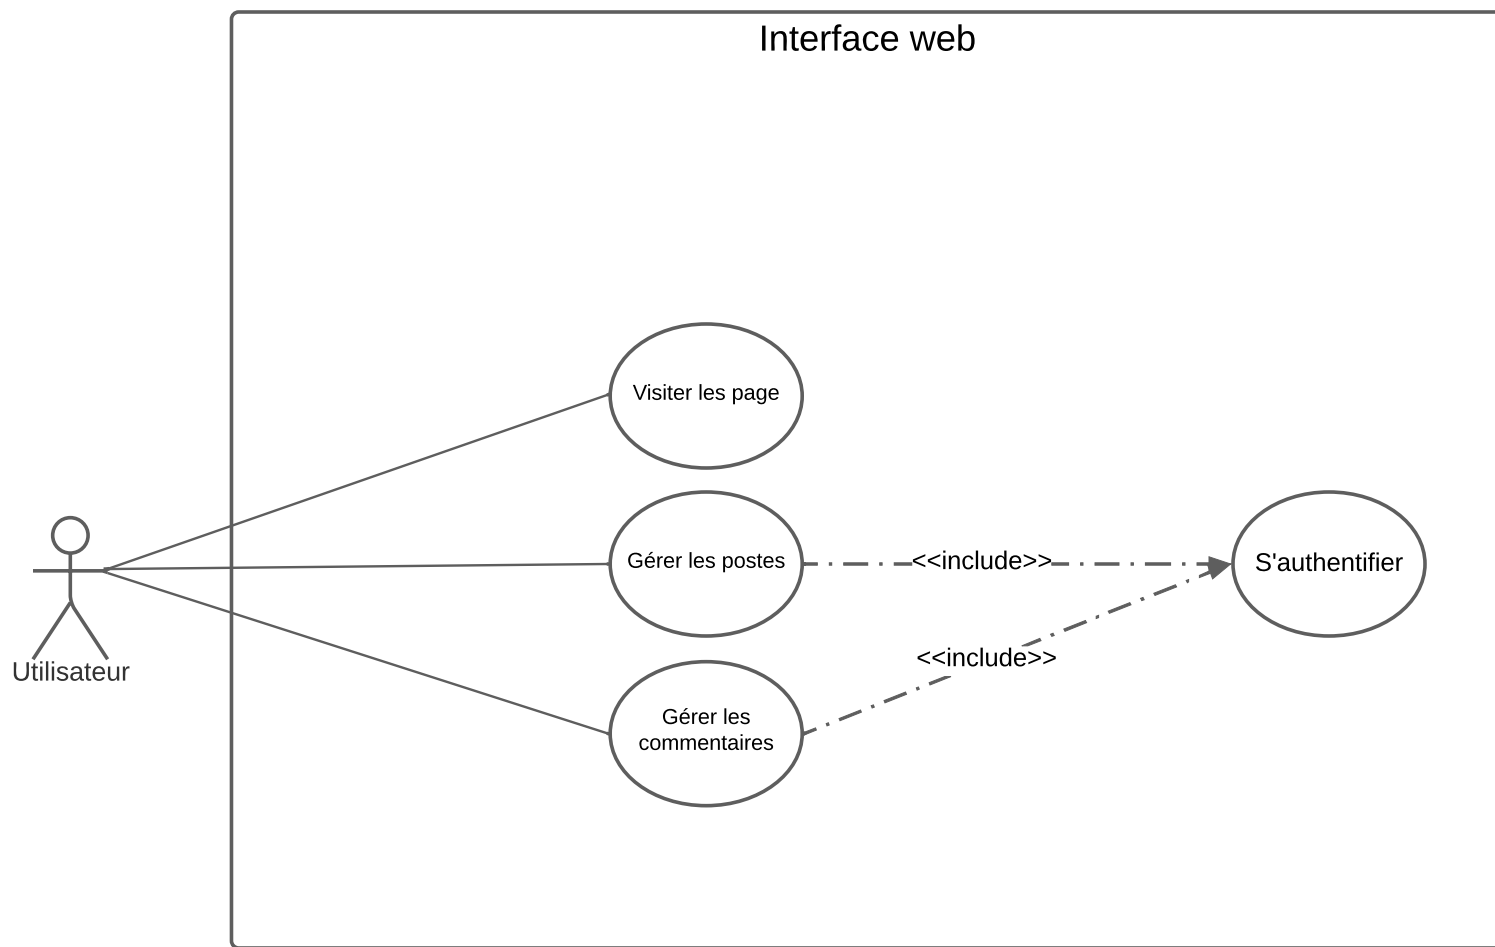 Interface web
Visiter les page
Gérer les postes
<<include>>
S'authentifier
<<include>>
Utilisateur
Gérer les
commentaires